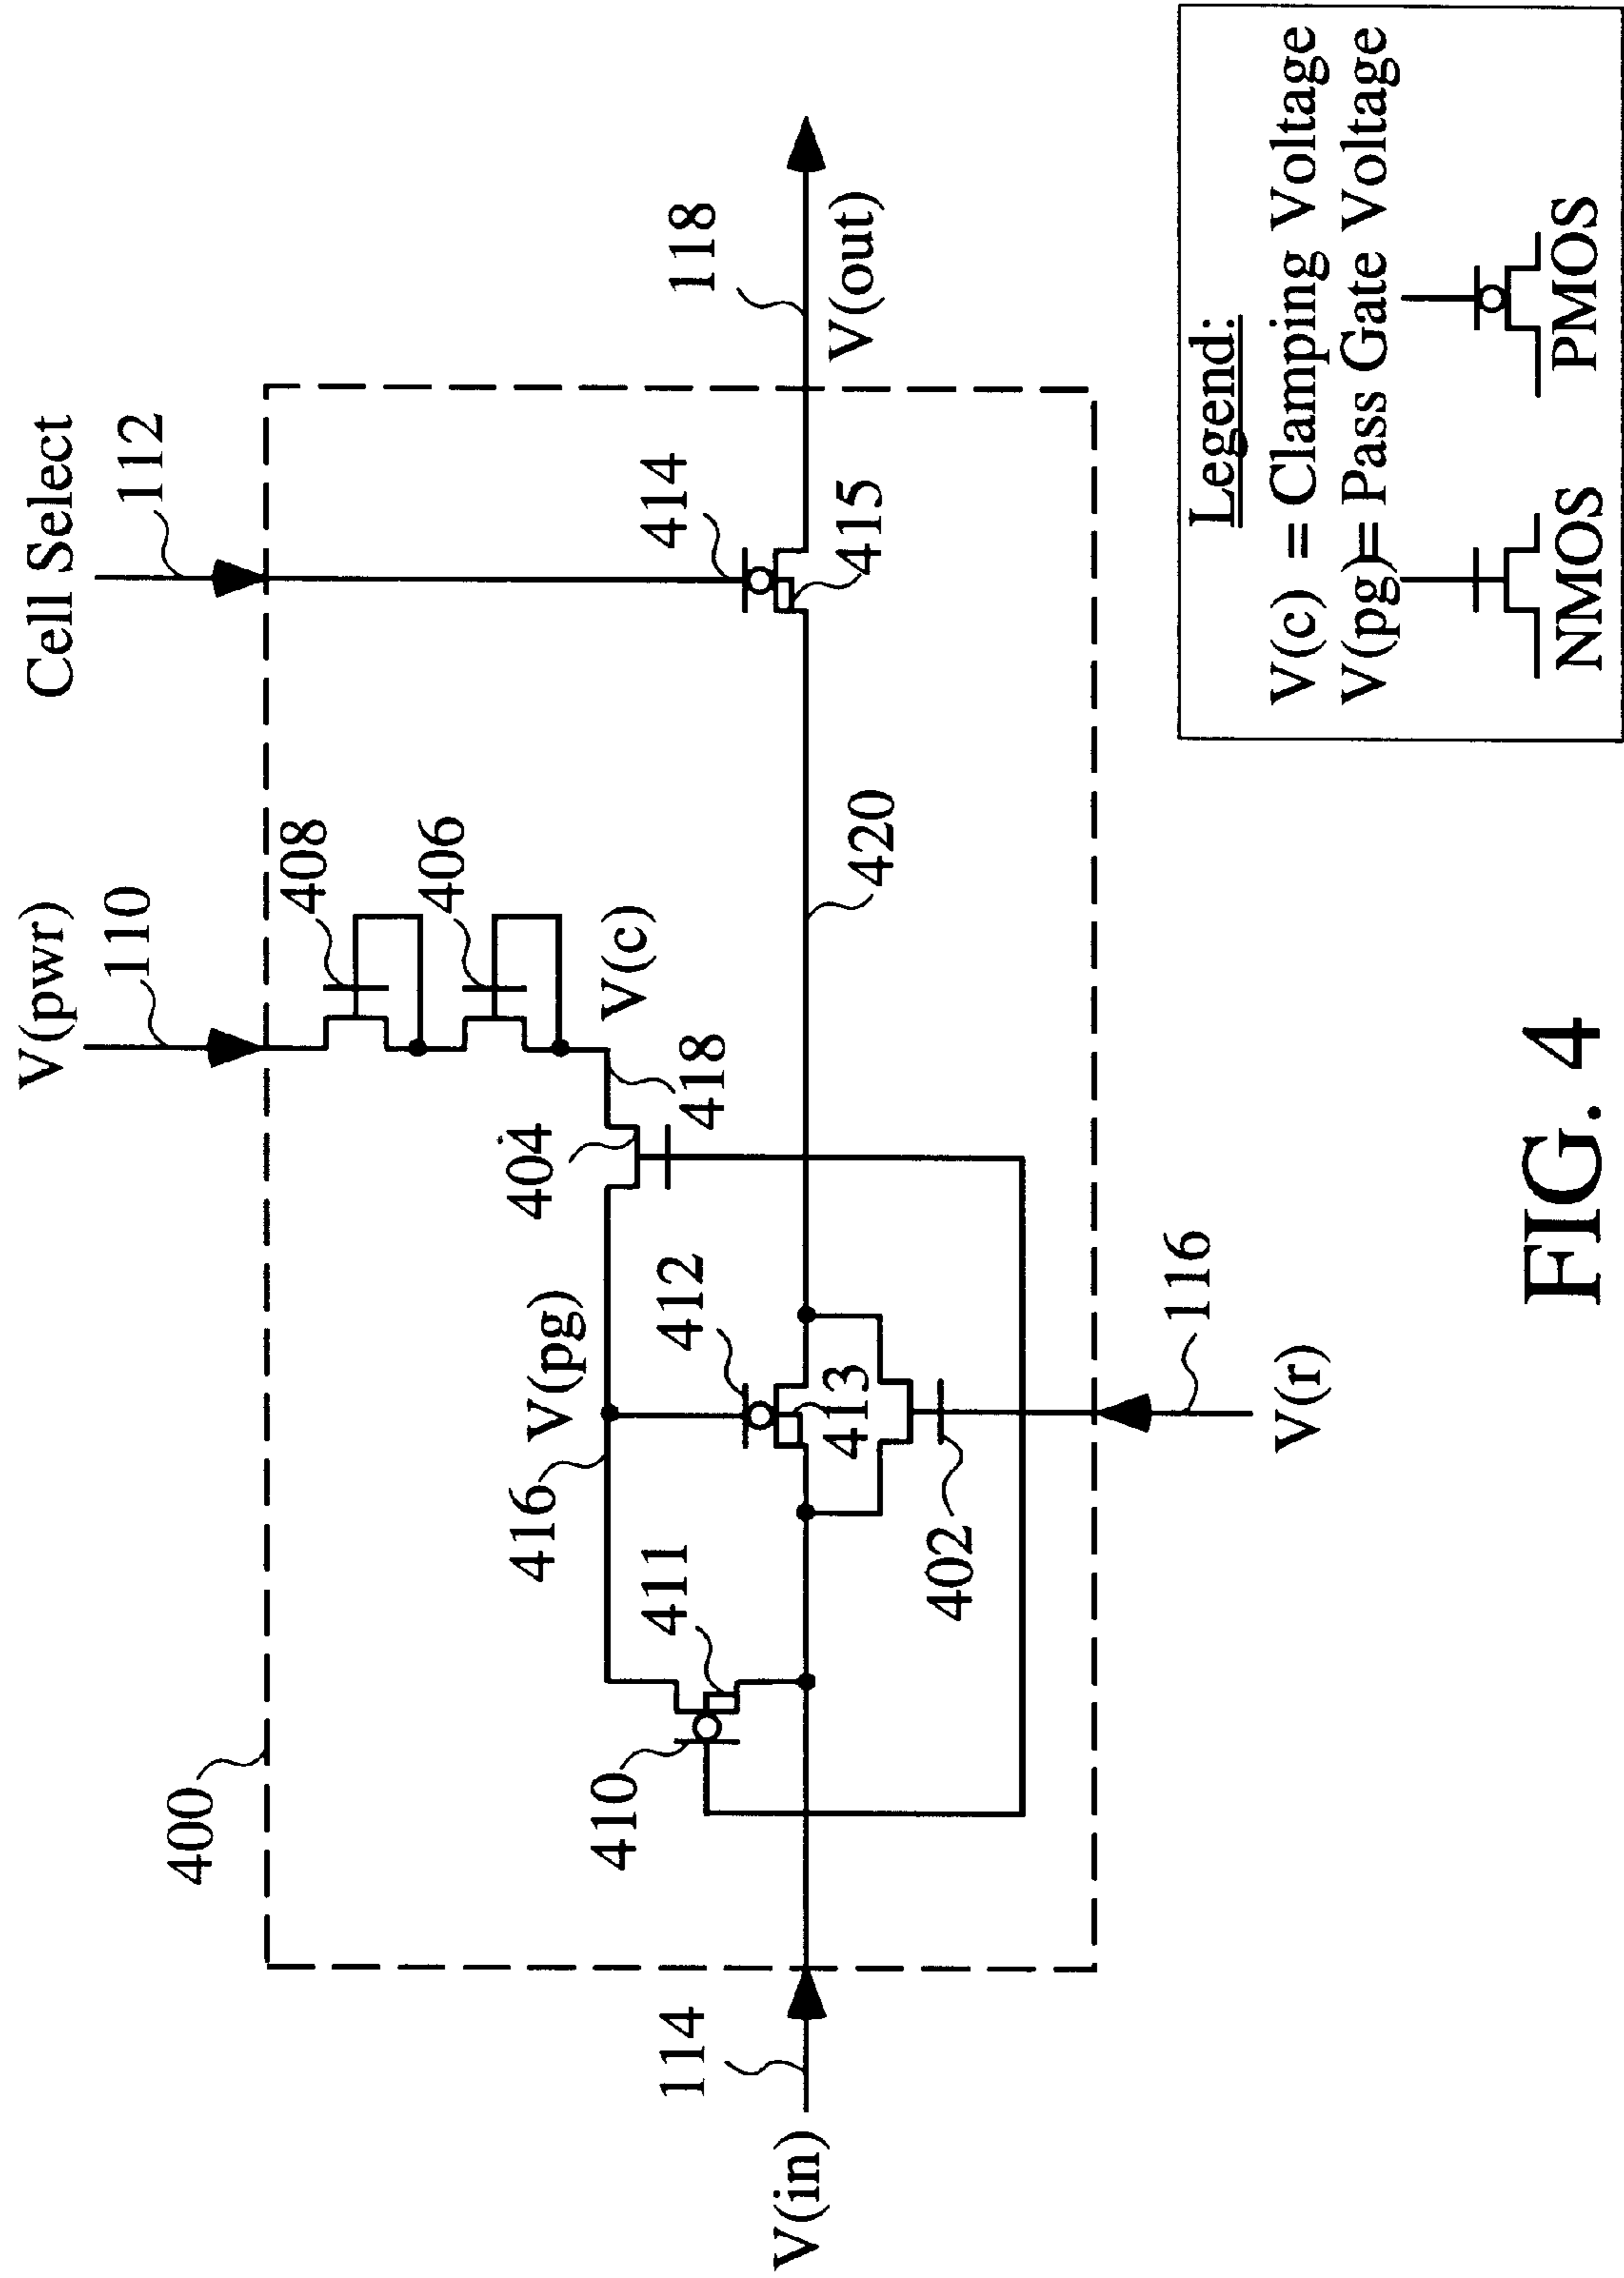 V(pwr)
110
Cell Select
112
400
408
406
V(c)
418
404
V(pg)
416
412
413
411
410
414
415
420
118
V(out)
114
V(in)
402
116
V(r)
Legend:
V(c) = Clamping Voltage
V(pg)= Pass Gate Voltage
NMOS
PMOS
FIG. 4